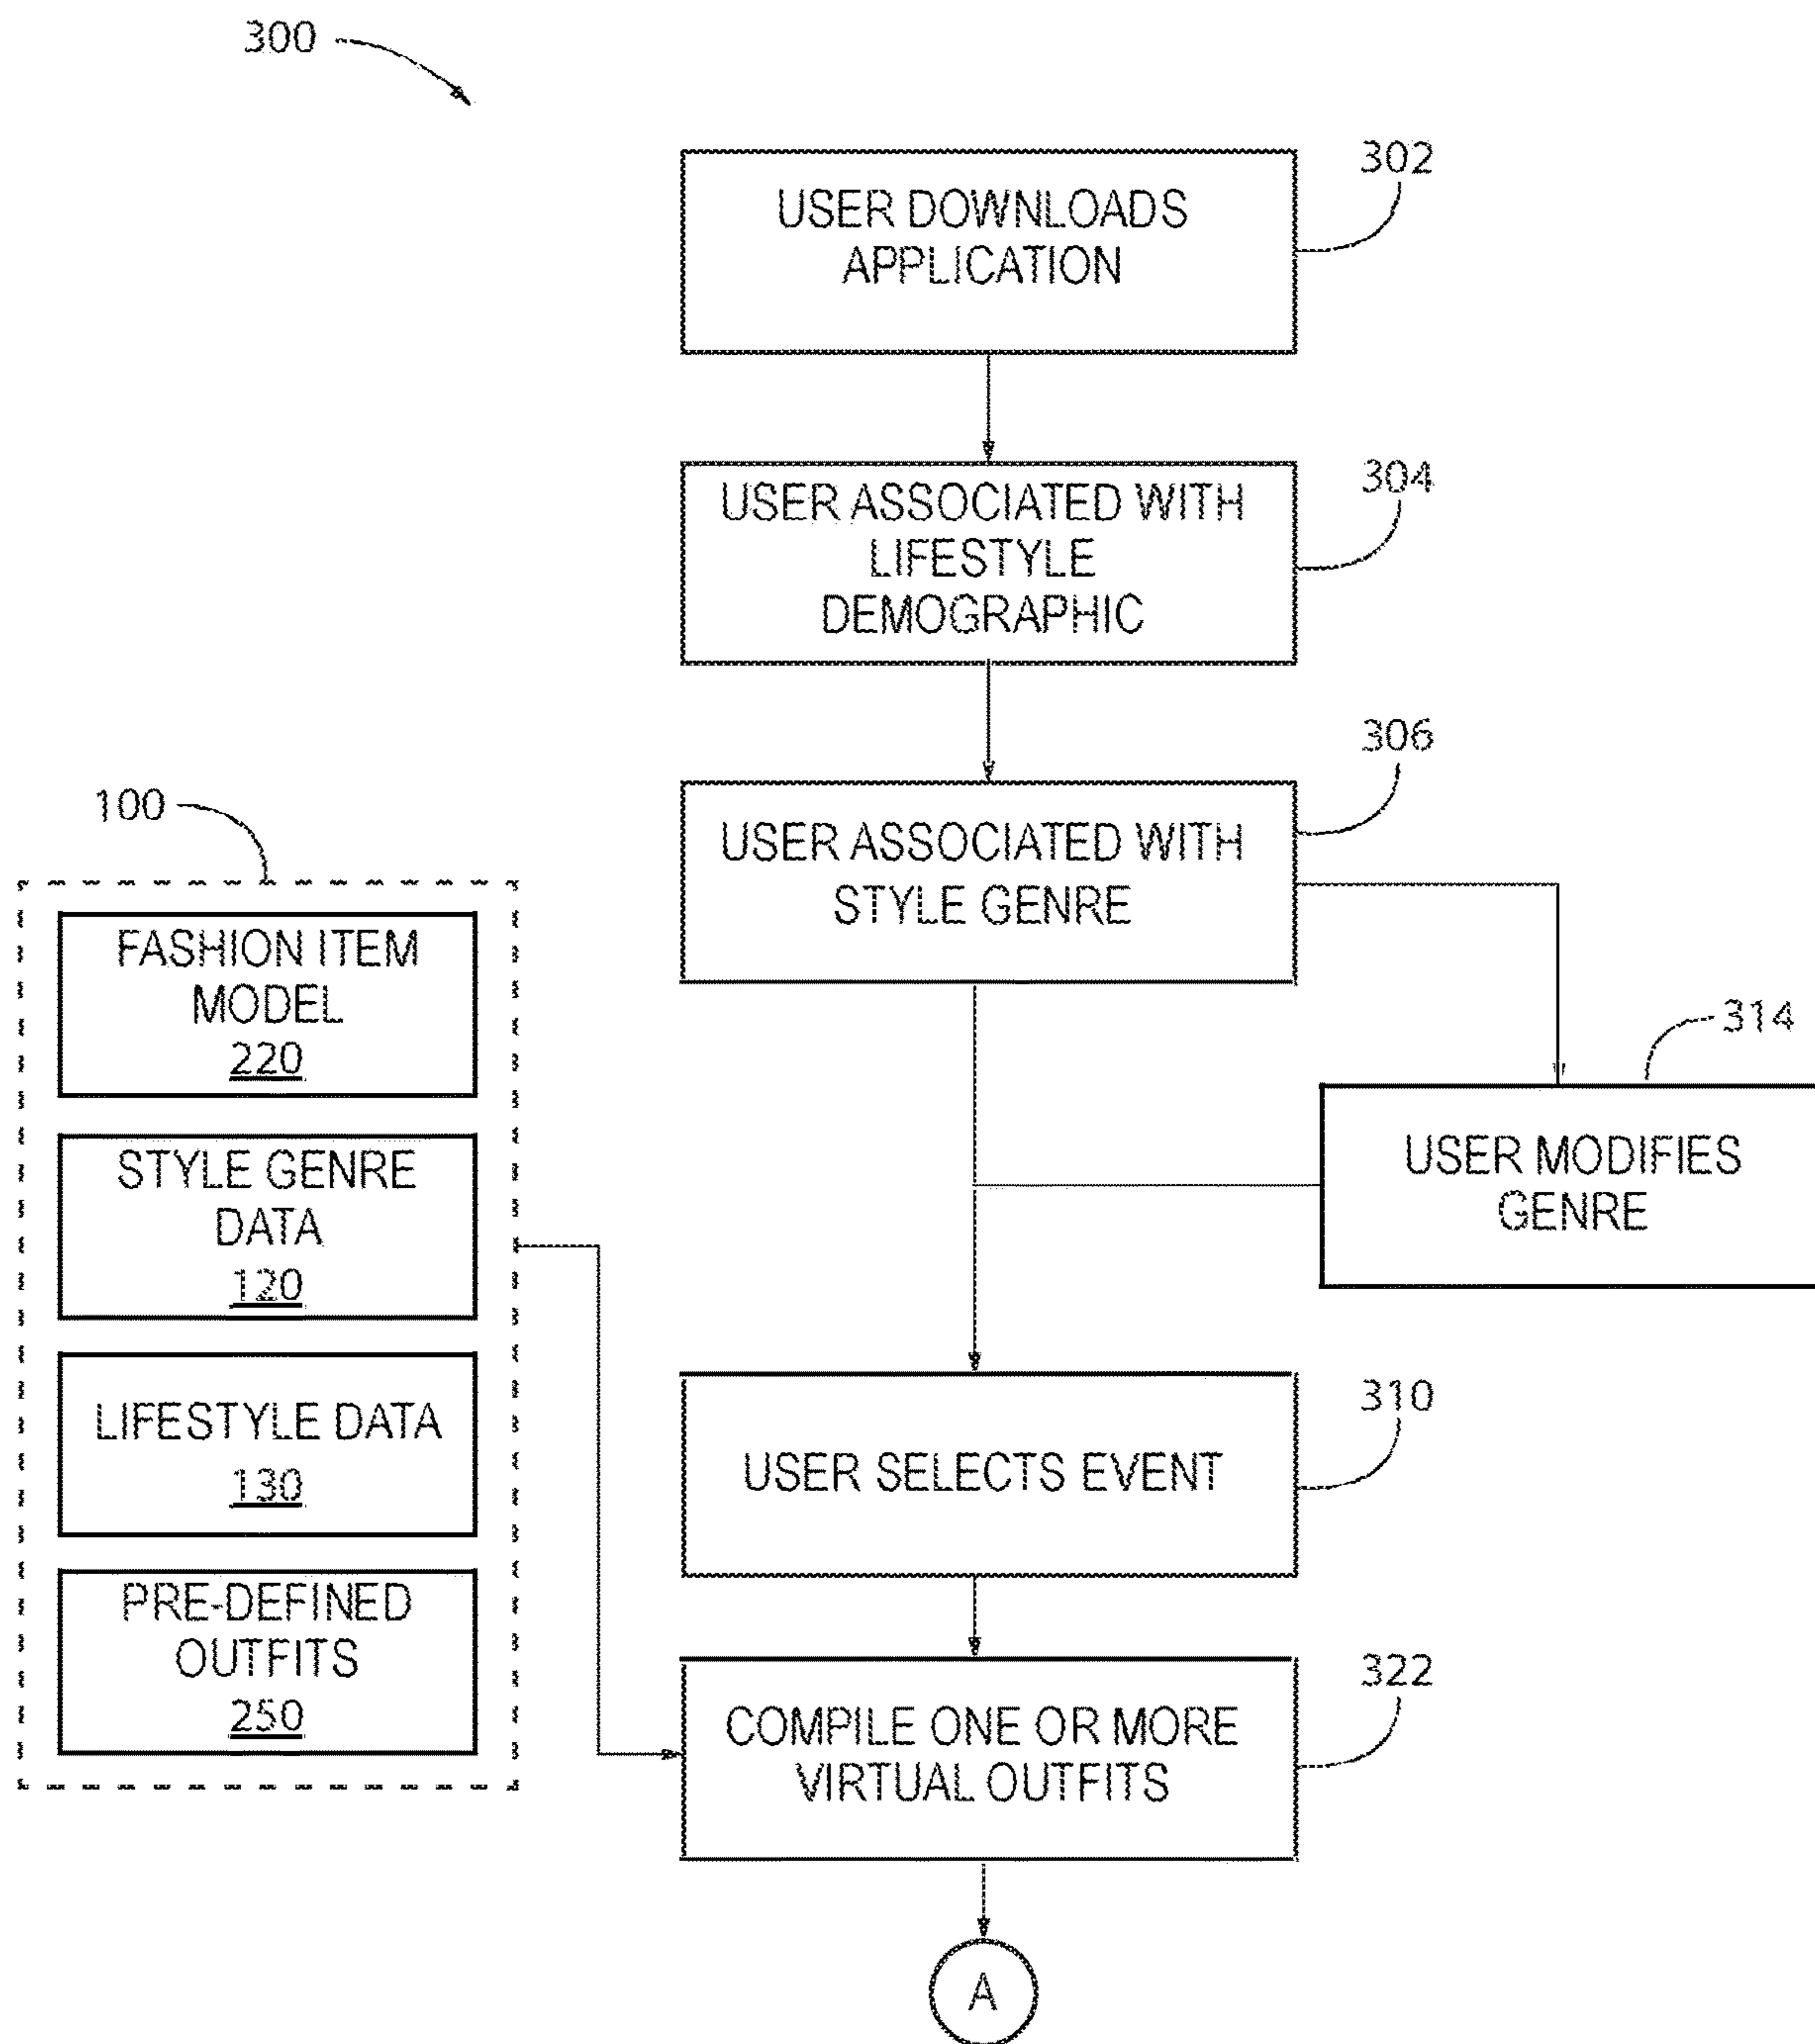 300
302
USER DOWNLOADS
APPLICATION
304
USER ASSOCIATED WITH
LIFESTYLE
DEMOGRAPHIC
306
USER ASSOCIATED WITH
STYLE GENRE
100
FASHION ITEM
MODEL
220
STYLE GENRE
DATA
120
LIFESTYLE DATA
130
PRE-DEFINED
OUTFITS
250
314
USER MODIFIES
GENRE
310
USER SELECTS EVENT
322
COMPILE ONE OR MORE
VIRTUAL OUTFITS
A